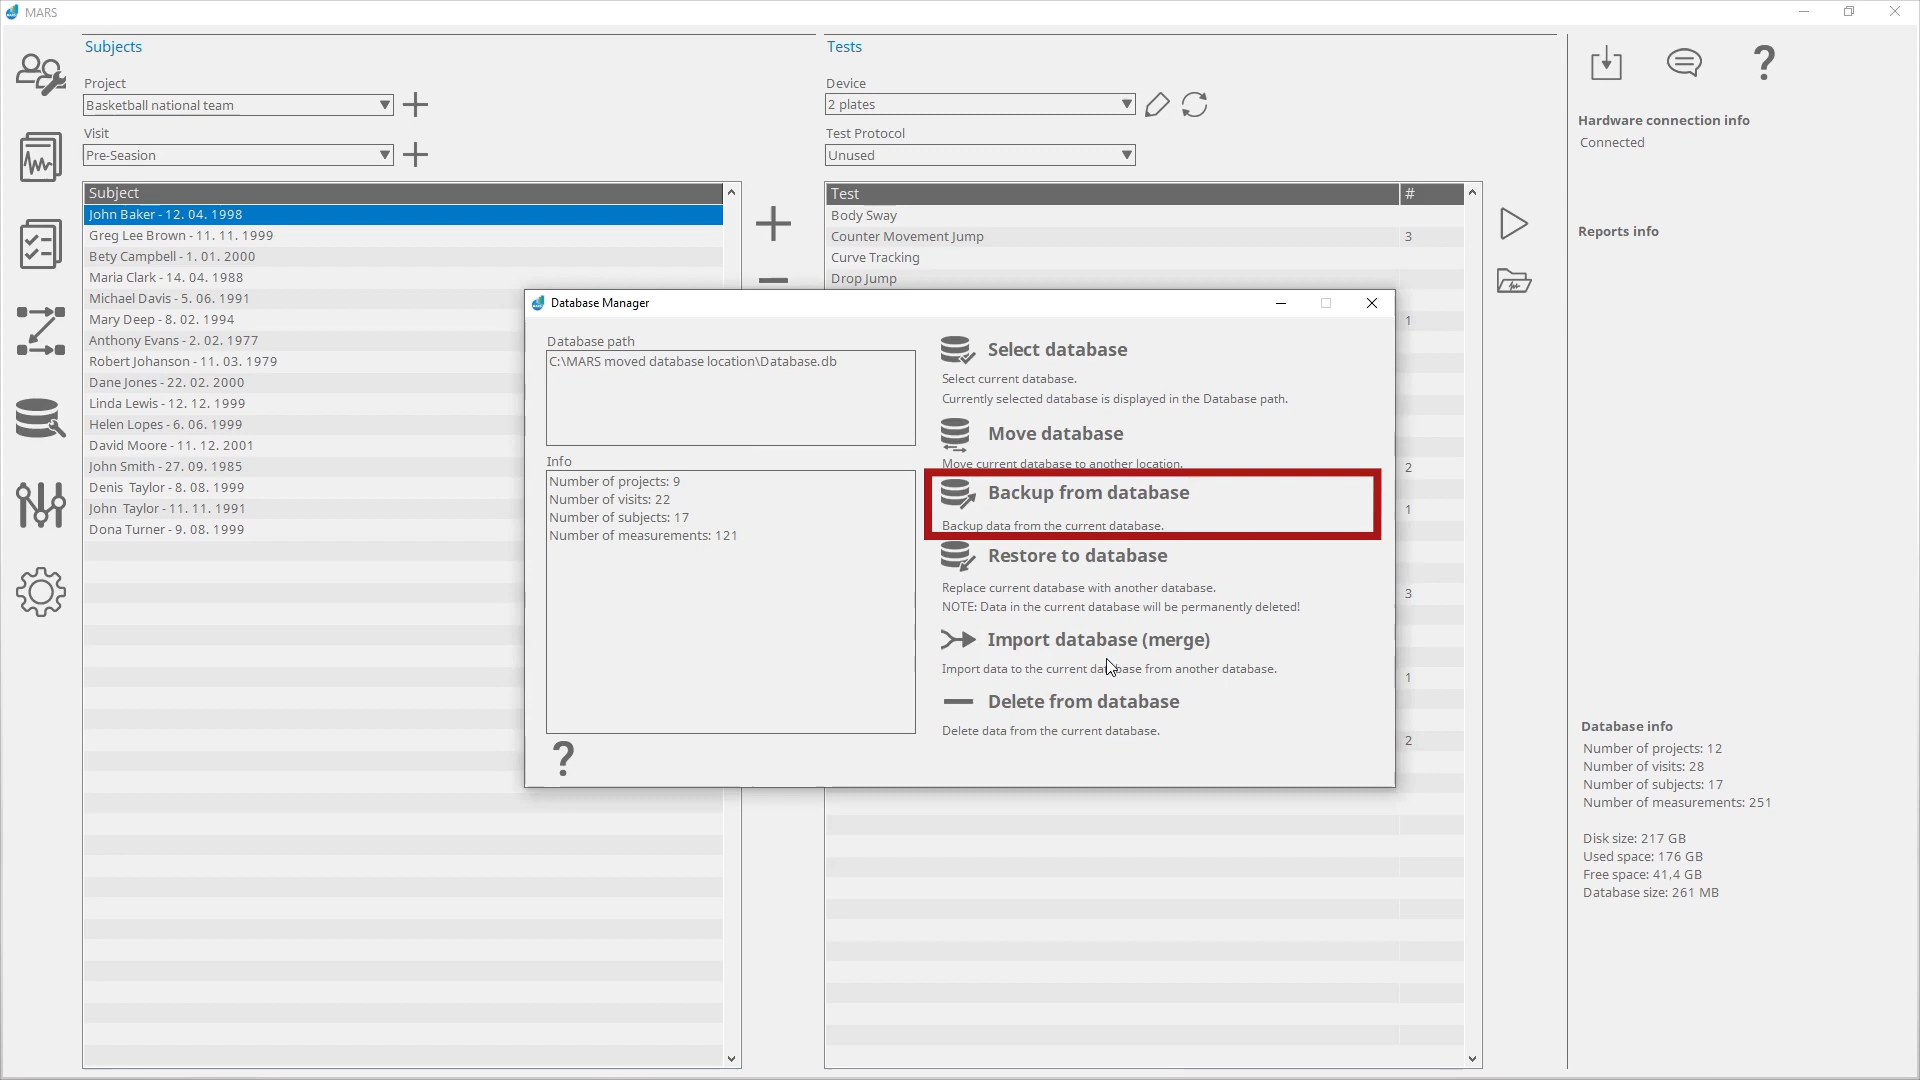 MARS
Subjects
Project
Basketball national team
Visit
Pre-Seasion
Subject
John Baker - 12. 04. 1998
Greg Lee Brown - 11. 11. 1999
Bety Campbell - 1. 01. 2000
Maria Clark - 14. 04. 1988
Michael Davis - 5. 06. 1991
Mary Deep - 8. 02. 1994
Anthony Evans - 2. 02. 1977
Robert Johanson - 11. 03. 1979
Dane Jones - 22. 02. 2000
Linda Lewis - 12. 12. 1999
Helen Lopes - 6. 06. 1999
David Moore - 11. 12. 2001
John Smith - 27. 09. 1985
Denis  Taylor - 8. 08. 1999
John  Taylor - 11. 11. 1991
Dona Turner - 9. 08. 1999
Tests
Device
2 plates
Test Protocol
Unused
Test #
Body Sway
Counter Movement Jump 3
Curve Tracking
Drop Jump
1
2
1
3
1
2
Database Manager
Database path
C:\MARS moved database location\Database.db
Info
Number of projects: 9
Number of visits: 22
Number of subjects: 17
Number of measurements: 121
?
Select database
Select current database.
Currently selected database is displayed in the Database path.
Move database
Move current database to another location.
Backup from database
Backup data from the current database.
Restore to database
Replace current database with another database.
NOTE: Data in the current database will be permanently deleted!
Import database (merge)
Import data to the current database from another database.
Delete from database
Delete data from the current database.
?
Hardware connection info
Connected
Reports info
Database info
Number of projects: 12
Number of visits: 28
Number of subjects: 17
Number of measurements: 251
Disk size: 217 GB
Used space: 176 GB
Free space: 41,4 GB
Database size: 261 MB